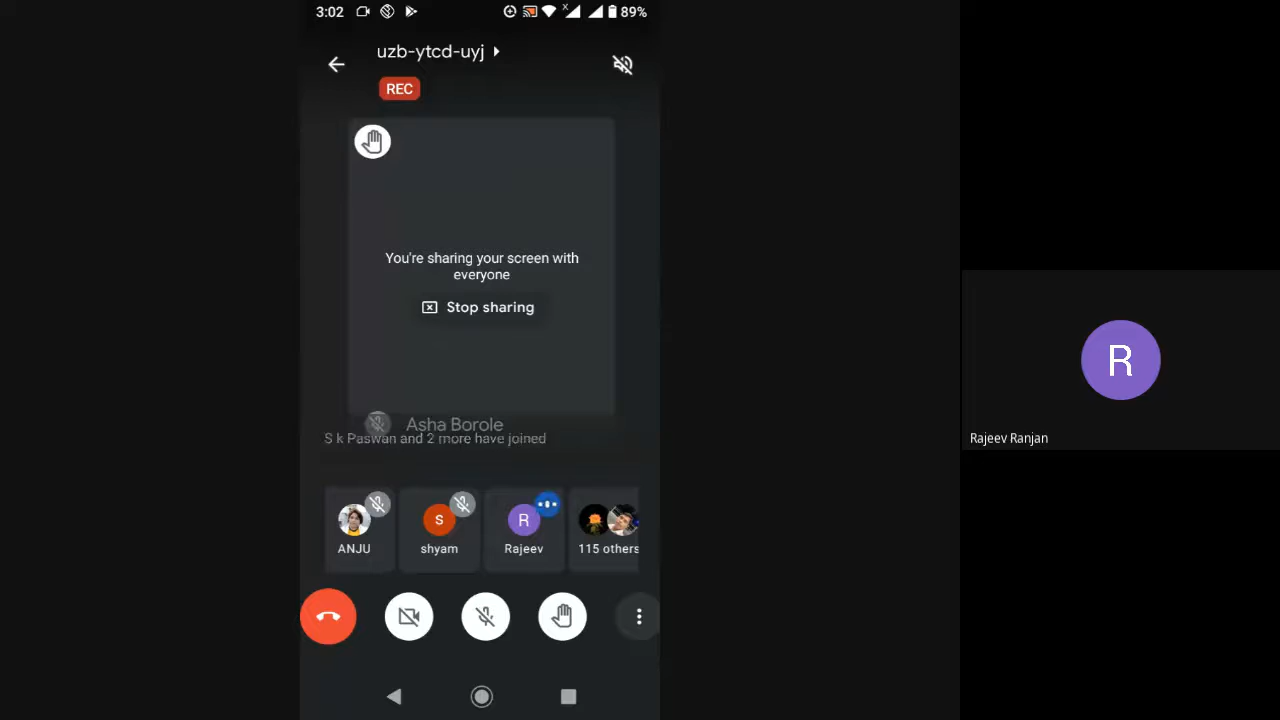 3:02
89%
uzb-ytcd-uyj
REC
You're sharing your screen with
everyone
Stop sharing
Asha Borole
S k Paswan and 2 more have joined
S
R
ANJU
shyam
Rajeev
115 others
R
Rajeev Ranjan